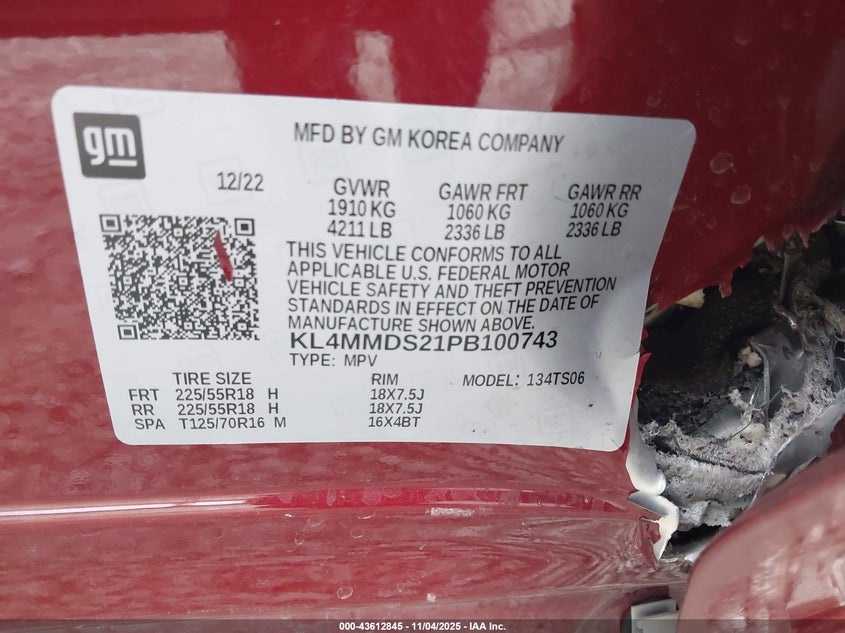 gm
MFD BY GM KOREA COMPANY
12/22
GVWR GAWR FRT GAWR RR
1910 KG 1060 KG 1060 KG
4211 LB 2336 LB 2336 LB
THIS VEHICLE CONFORMS TO ALL
APPLICABLE U.S. FEDERAL MOTOR
VEHICLE SAFETY AND THEFT PREVENTION
STANDARDS IN EFFECT ON THE DATE OF
MANUFACTURE SHOWN ABOVE.
KL4MMDS21PB100743
TYPE: MPV
TIRE SIZE RIM MODEL: 134TS06
FRT 225/55R18 H 18X7.5J
RR 225/55R18 H 18X7.5J
SPA T125/70R16 M 16X4BT
000-43612845 - 11/04/2025 - IAA Inc.